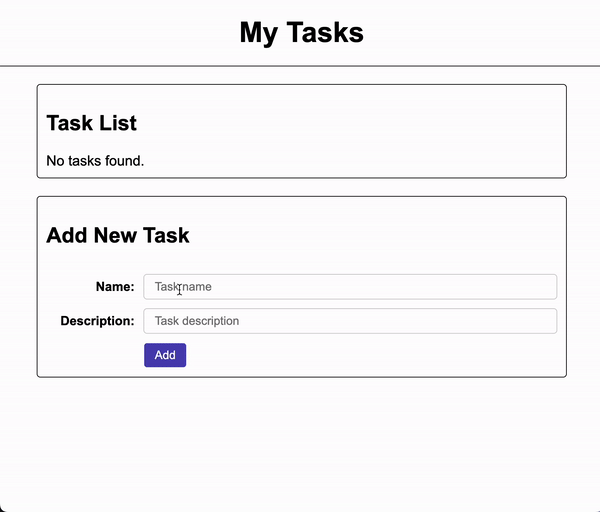 My Tasks
Task List
No tasks found.
Add New Task
Name: Task name
Description: Task description
Add